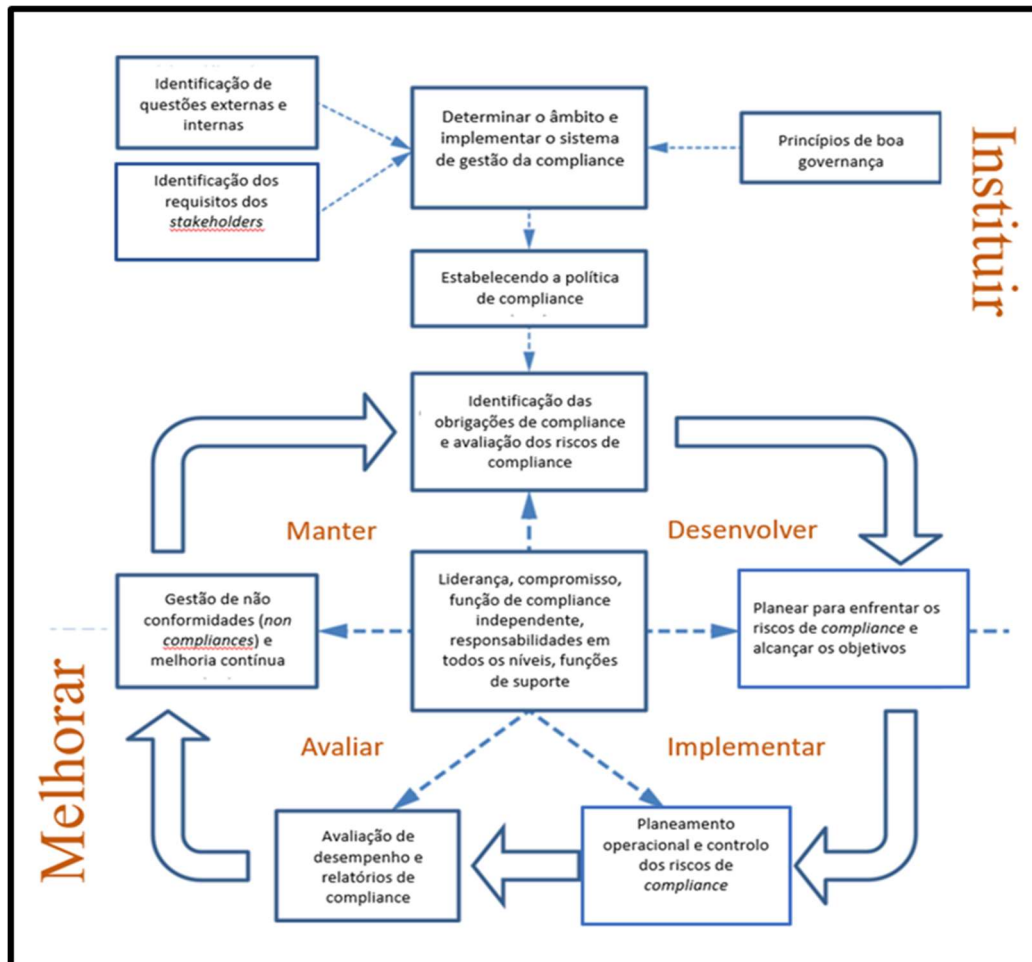 Identificação de
questões externas e
internas
Determinar o âmbito e
implementar o sistema
de gestão da compliance
Princípios de boa
governança
Identificação dos
requisitos dos
stakeholders
Instituir
Estabelecendo a política
de compliance
Identificação das
obrigações de compliance
e avaliação dos riscos de
compliance
Manter
Desenvolver
Gestão de não
conformidades (non
compliances) e
melhoria contínua
Liderança, compromisso,
função de compliance
independente,
responsabilidades em
todos os níveis, funções
de suporte
Planear para enfrentar os
riscos de compliance e
alcançar os objetivos
Melhorar
Avaliar
Implementar
Avaliação de
desempenho e
relatórios de
compliance
Planeamento
operacional e controlo
dos riscos de
compliance